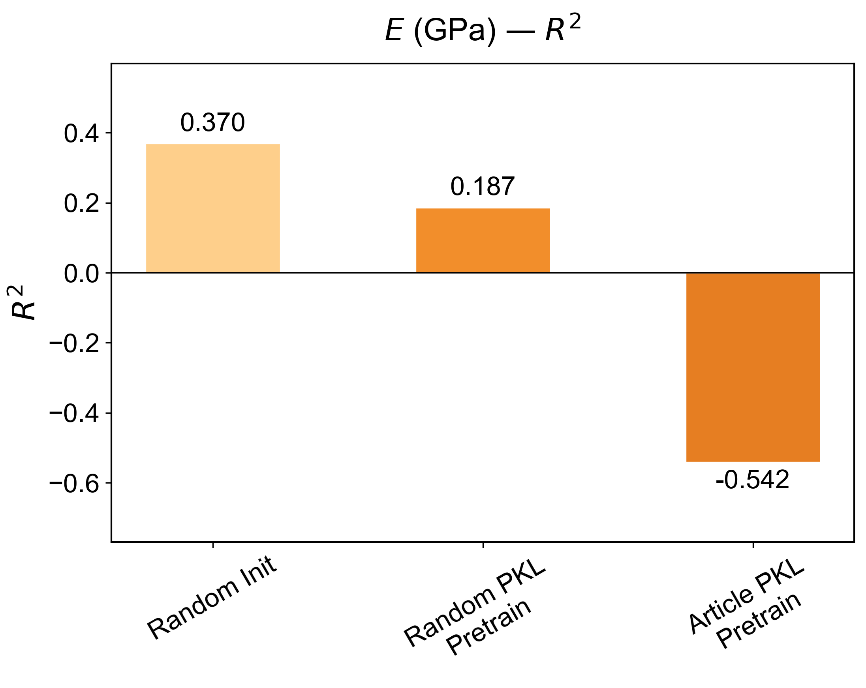 E (GPa) — R²
0.370
0.187
-0.542
R²
0.4
0.2
0.0
−0.2
−0.4
−0.6
Random Init
Random PKL
Pretrain
Article PKL
Pretrain